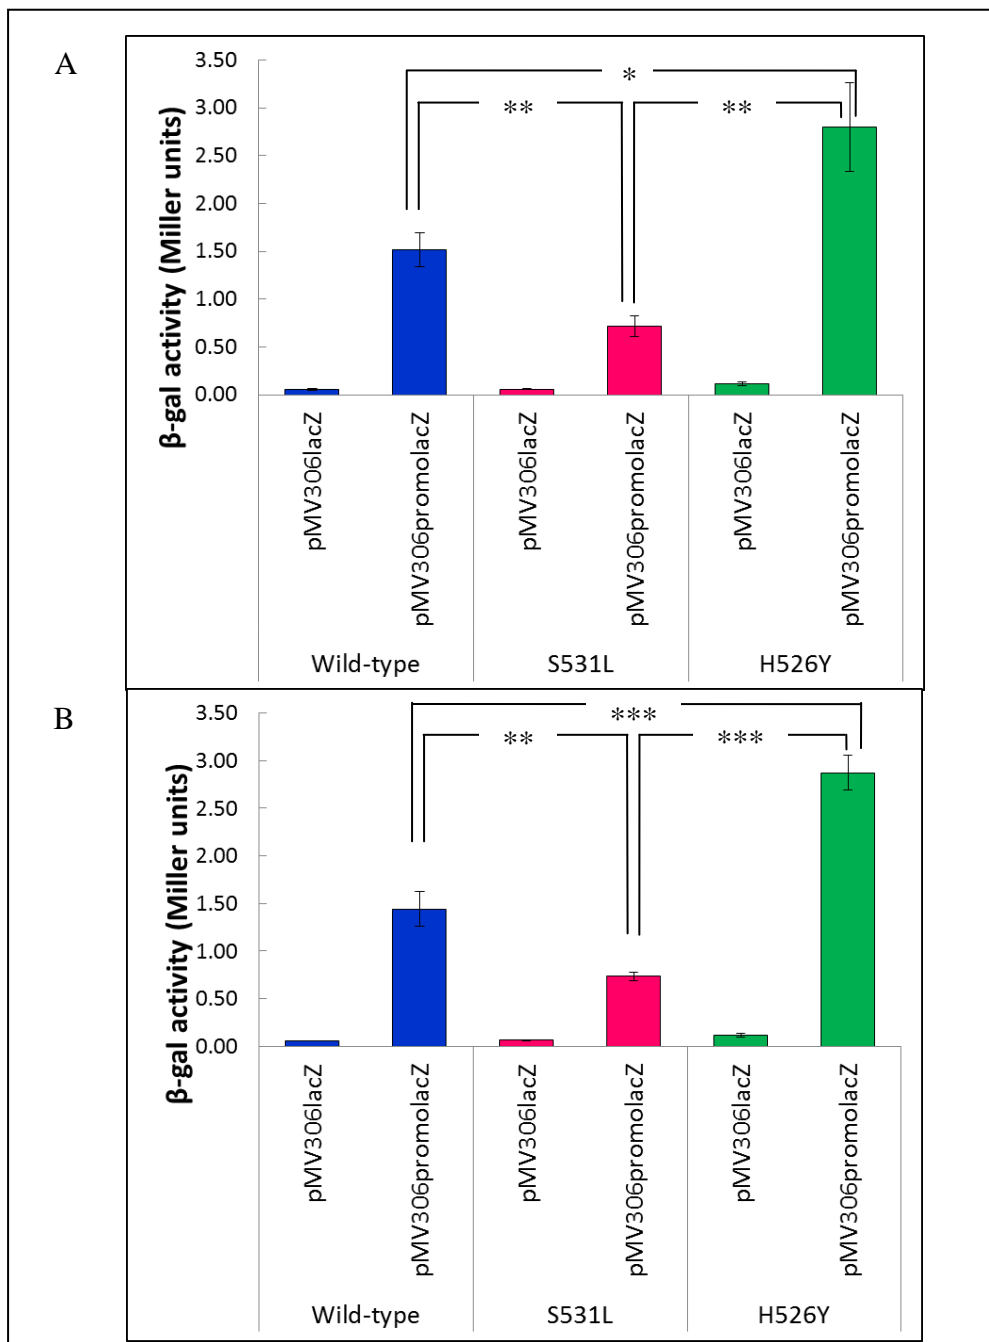 A
β-gal activity (Miller units)
3.50
3.00
2.50
2.00
1.50
1.00
0.50
0.00
*
**
**
pMV306lacZ
pMV306promolacZ
pMV306lacZ
pMV306promolacZ
pMV306lacZ
pMV306promolacZ
Wild-type
S531L
H526Y
B
β-gal activity (Miller units)
3.50
3.00
2.50
2.00
1.50
1.00
0.50
0.00
***
**
***
pMV306lacZ
pMV306promolacZ
pMV306lacZ
pMV306promolacZ
pMV306lacZ
pMV306promolacZ
Wild-type
S531L
H526Y